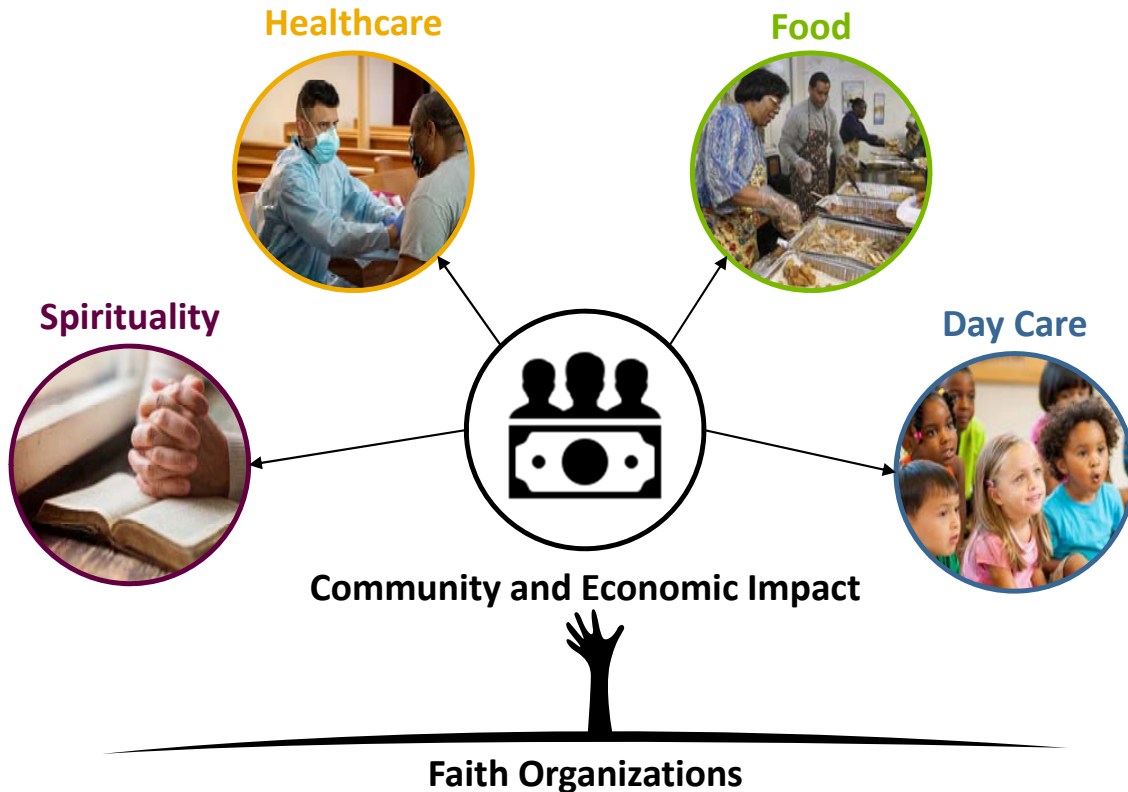 Healthcare
Food
Spirituality
Day Care
Community and Economic Impact
Faith Organizations